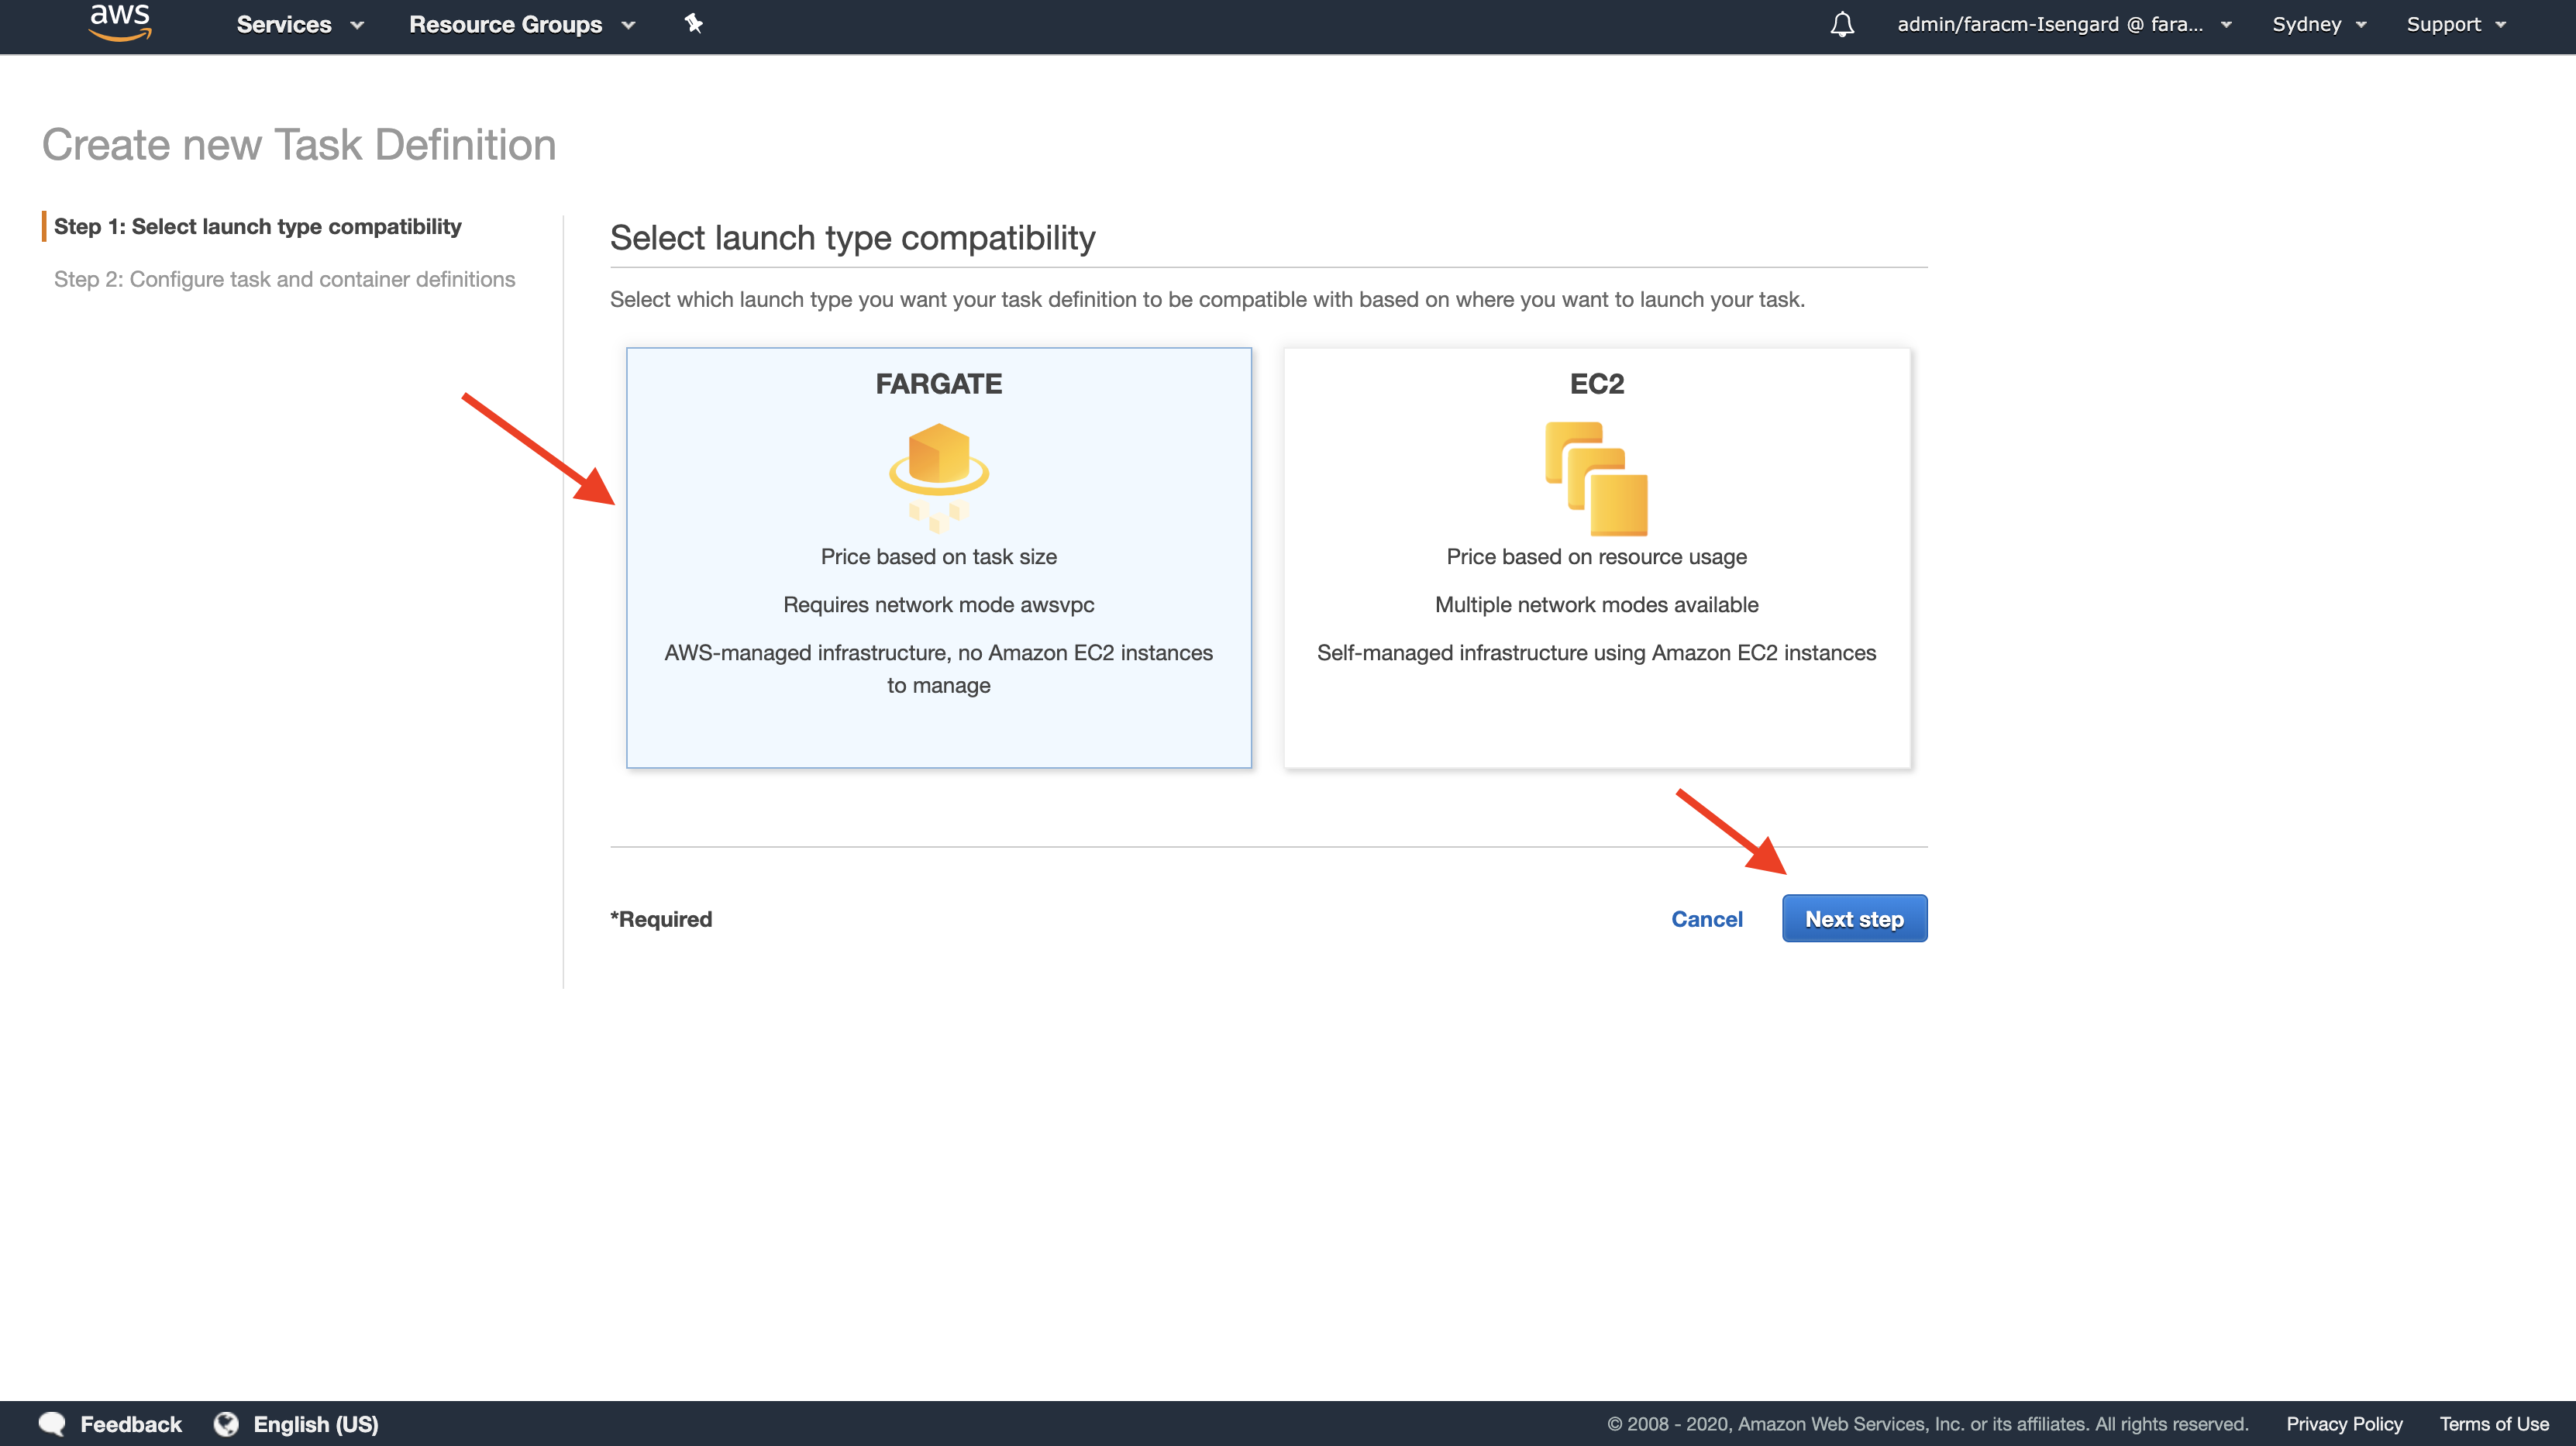 aws
Services
Resource Groups
admin/faracm-Isengard @ fara...
Sydney
Support
Create new Task Definition
Step 1: Select launch type compatibility
Step 2: Configure task and container definitions
Select launch type compatibility
Select which launch type you want your task definition to be compatible with based on where you want to launch your task.
FARGATE
Price based on task size
Requires network mode awsvpc
AWS-managed infrastructure, no Amazon EC2 instances
to manage
EC2
Price based on resource usage
Multiple network modes available
Self-managed infrastructure using Amazon EC2 instances
*Required
Cancel
Next step
Feedback
English (US)
© 2008 - 2020, Amazon Web Services, Inc. or its affiliates. All rights reserved.
Privacy Policy
Terms of Use